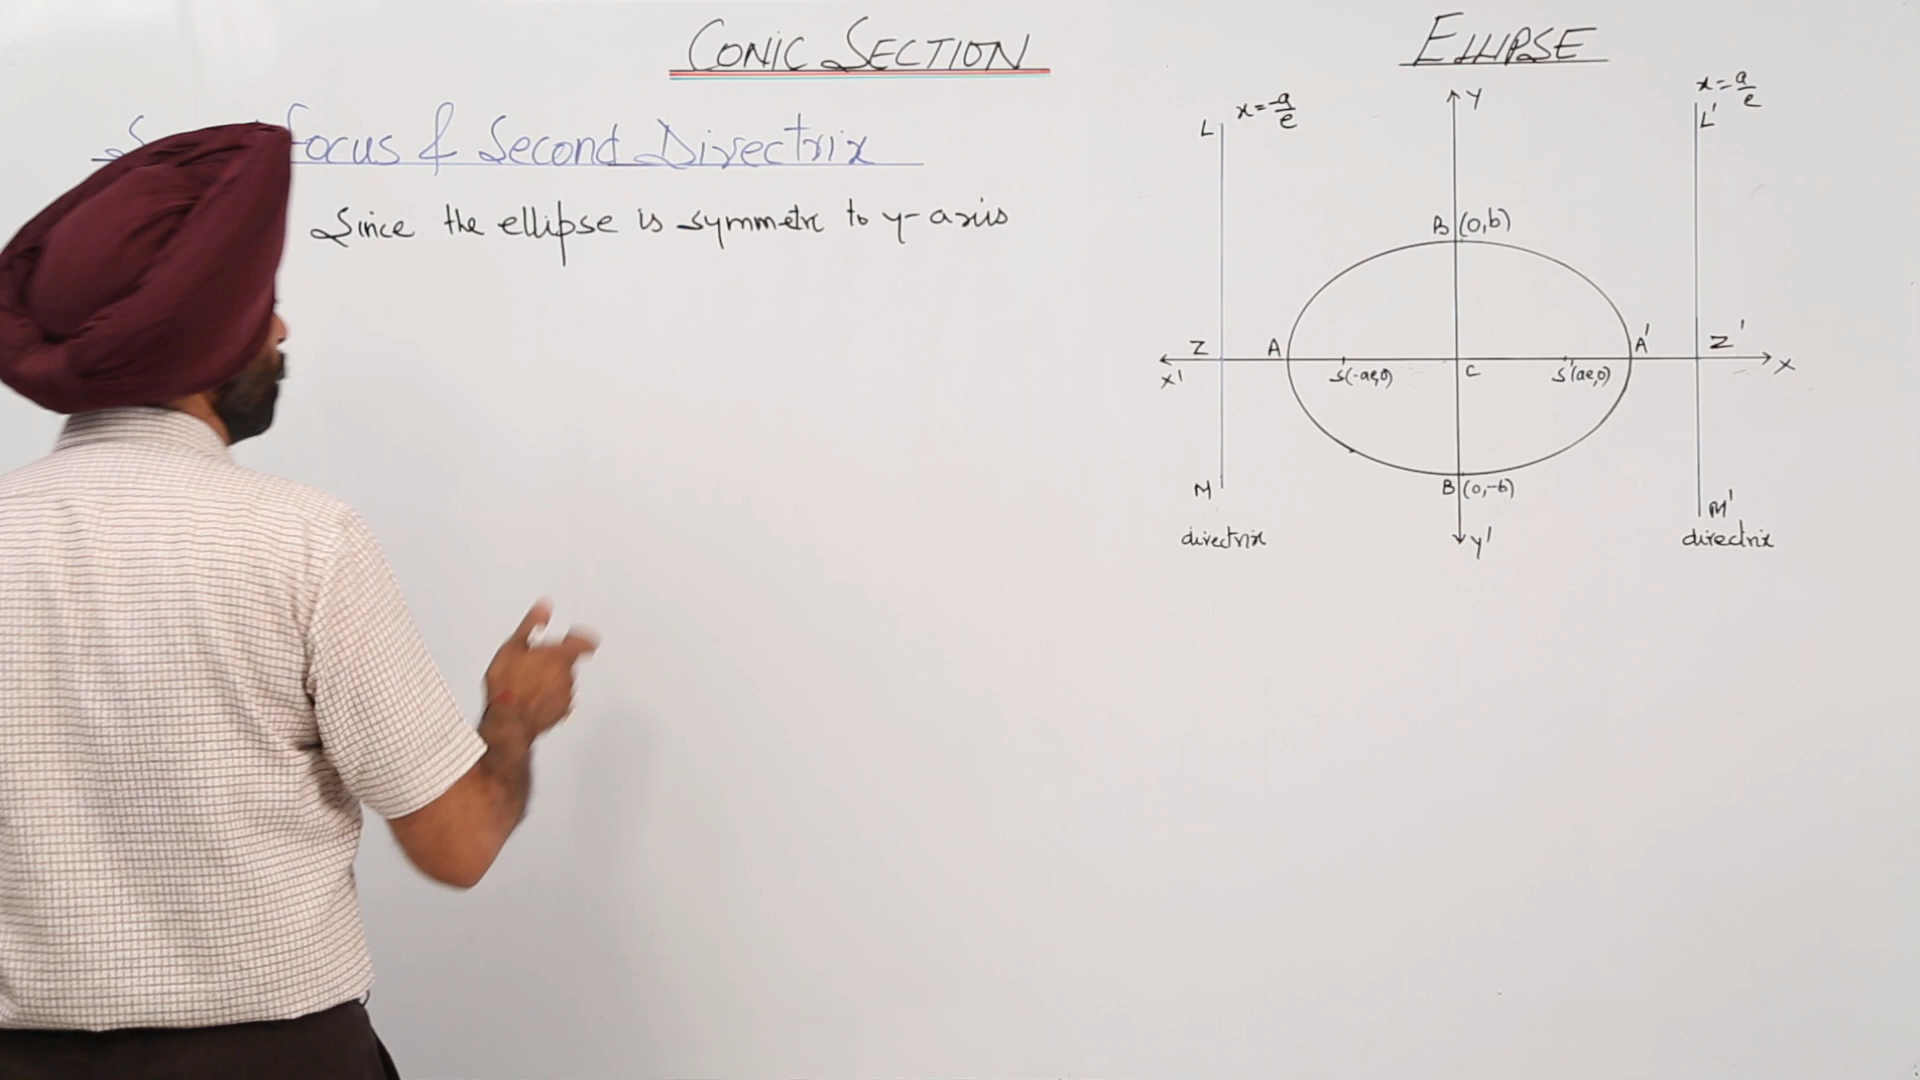 CONIC SECTION
ELLIPSE
focus & Second Directrix
Since the ellipse is symmetric to y-axis
x=-a/e
x=a/e
L
Y
L'
B (0,b)
Z
A
A'
Z'
X'
S(-ae,0)
C
S'(ae,0)
X
M
B (0,-b)
M'
directrix
Y'
directrix